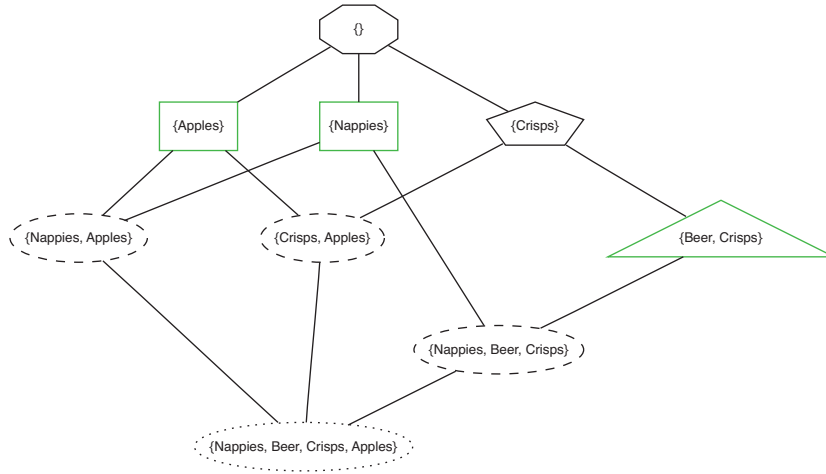 {}
{Apples}
{Nappies}
{Crisps}
{Nappies, Apples}
{Crisps, Apples}
{Beer, Crisps}
{Nappies, Beer, Crisps}
{Nappies, Beer, Crisps, Apples}